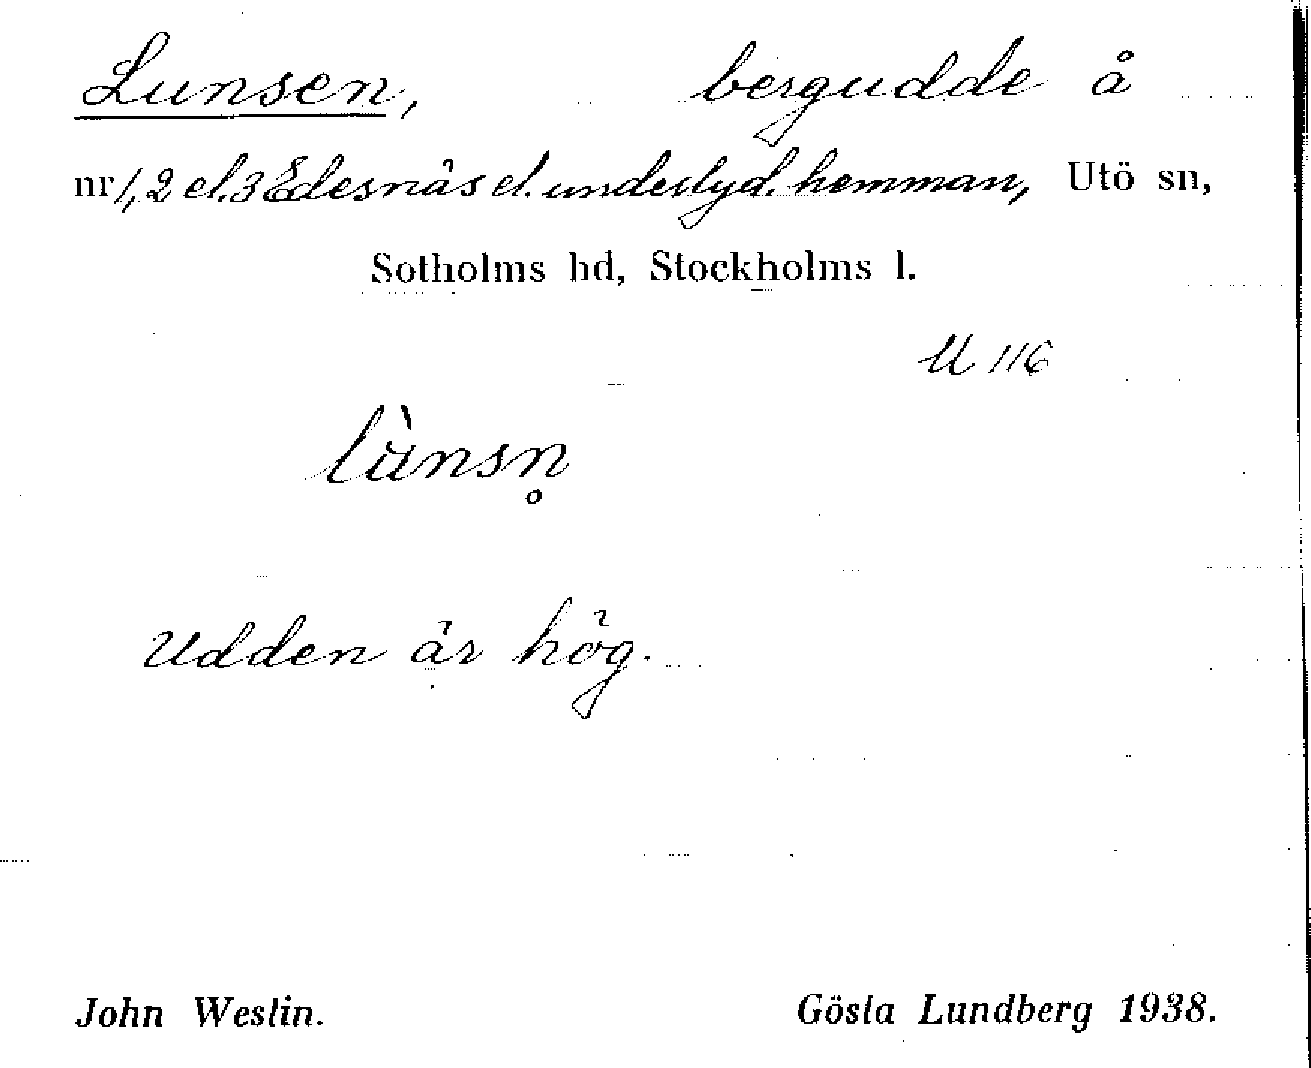 Lunsen, bergudde å
nr 1, 2 el. 3 Edesnäs el. underlyd. hemman, Utö sn,
Sotholms hd, Stockholms l.
U 116
lùnsn̥
Udden är hög.
John Weslin. Gösta Lundberg 1938.